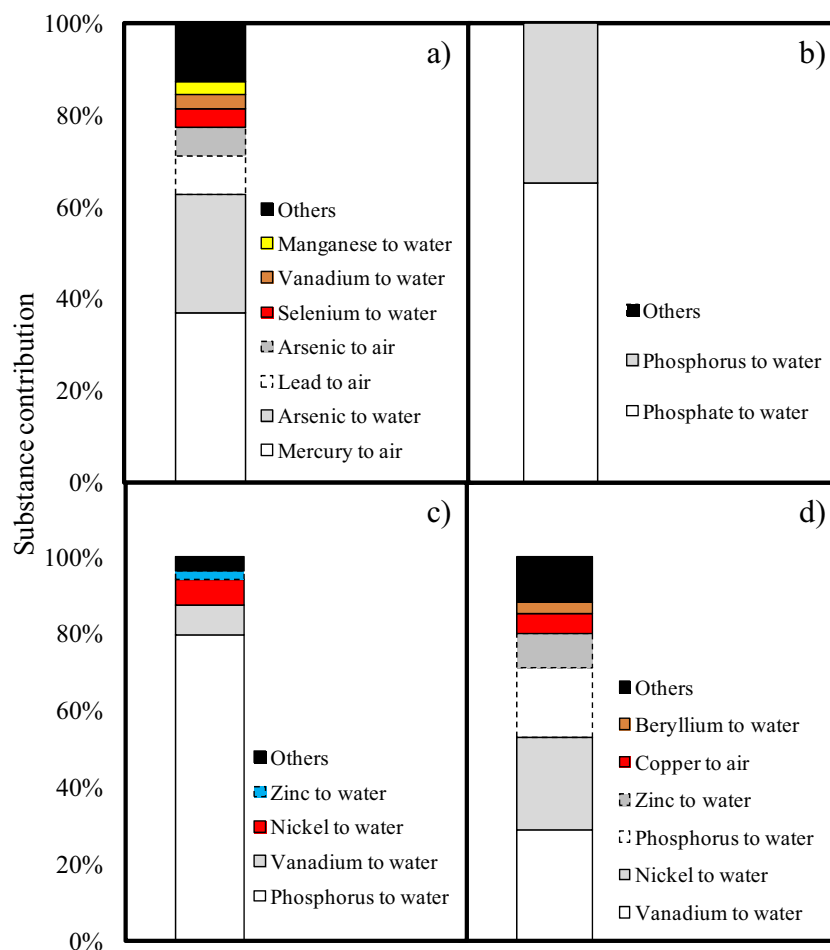 Substance contribution
100%
80%
60%
40%
20%
0%
a)
Others
Manganese to water
Vanadium to water
Selenium to water
Arsenic to air
Lead to air
Arsenic to water
Mercury to air
b)
Others
Phosphorus to water
Phosphate to water
100%
80%
60%
40%
20%
0%
c)
Others
Zinc to water
Nickel to water
Vanadium to water
Phosphorus to water
d)
Others
Beryllium to water
Copper to air
Zinc to water
Phosphorus to water
Nickel to water
Vanadium to water